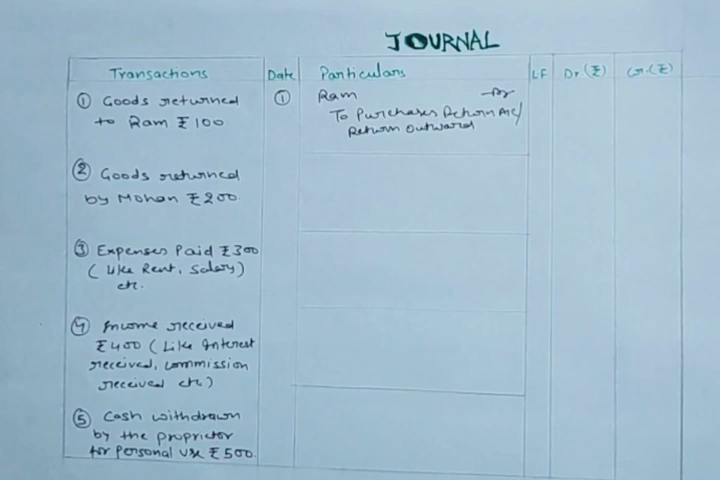 JOURNAL
Transactions Date Particulars LF Dr (₹) Cr. (₹)
① Goods returned
to Ram ₹100
① Ram Dr
To Purchases Return A/c/
Return Outward
② Goods returned
by Mohan ₹200.
③ Expenses Paid ₹300
(Like Rent, Salary)
etc.
④ Income received
₹400 (Like Interest
received, commission
received etc)
⑤ Cash withdrawn
by the proprietor
for Personal Use ₹500.